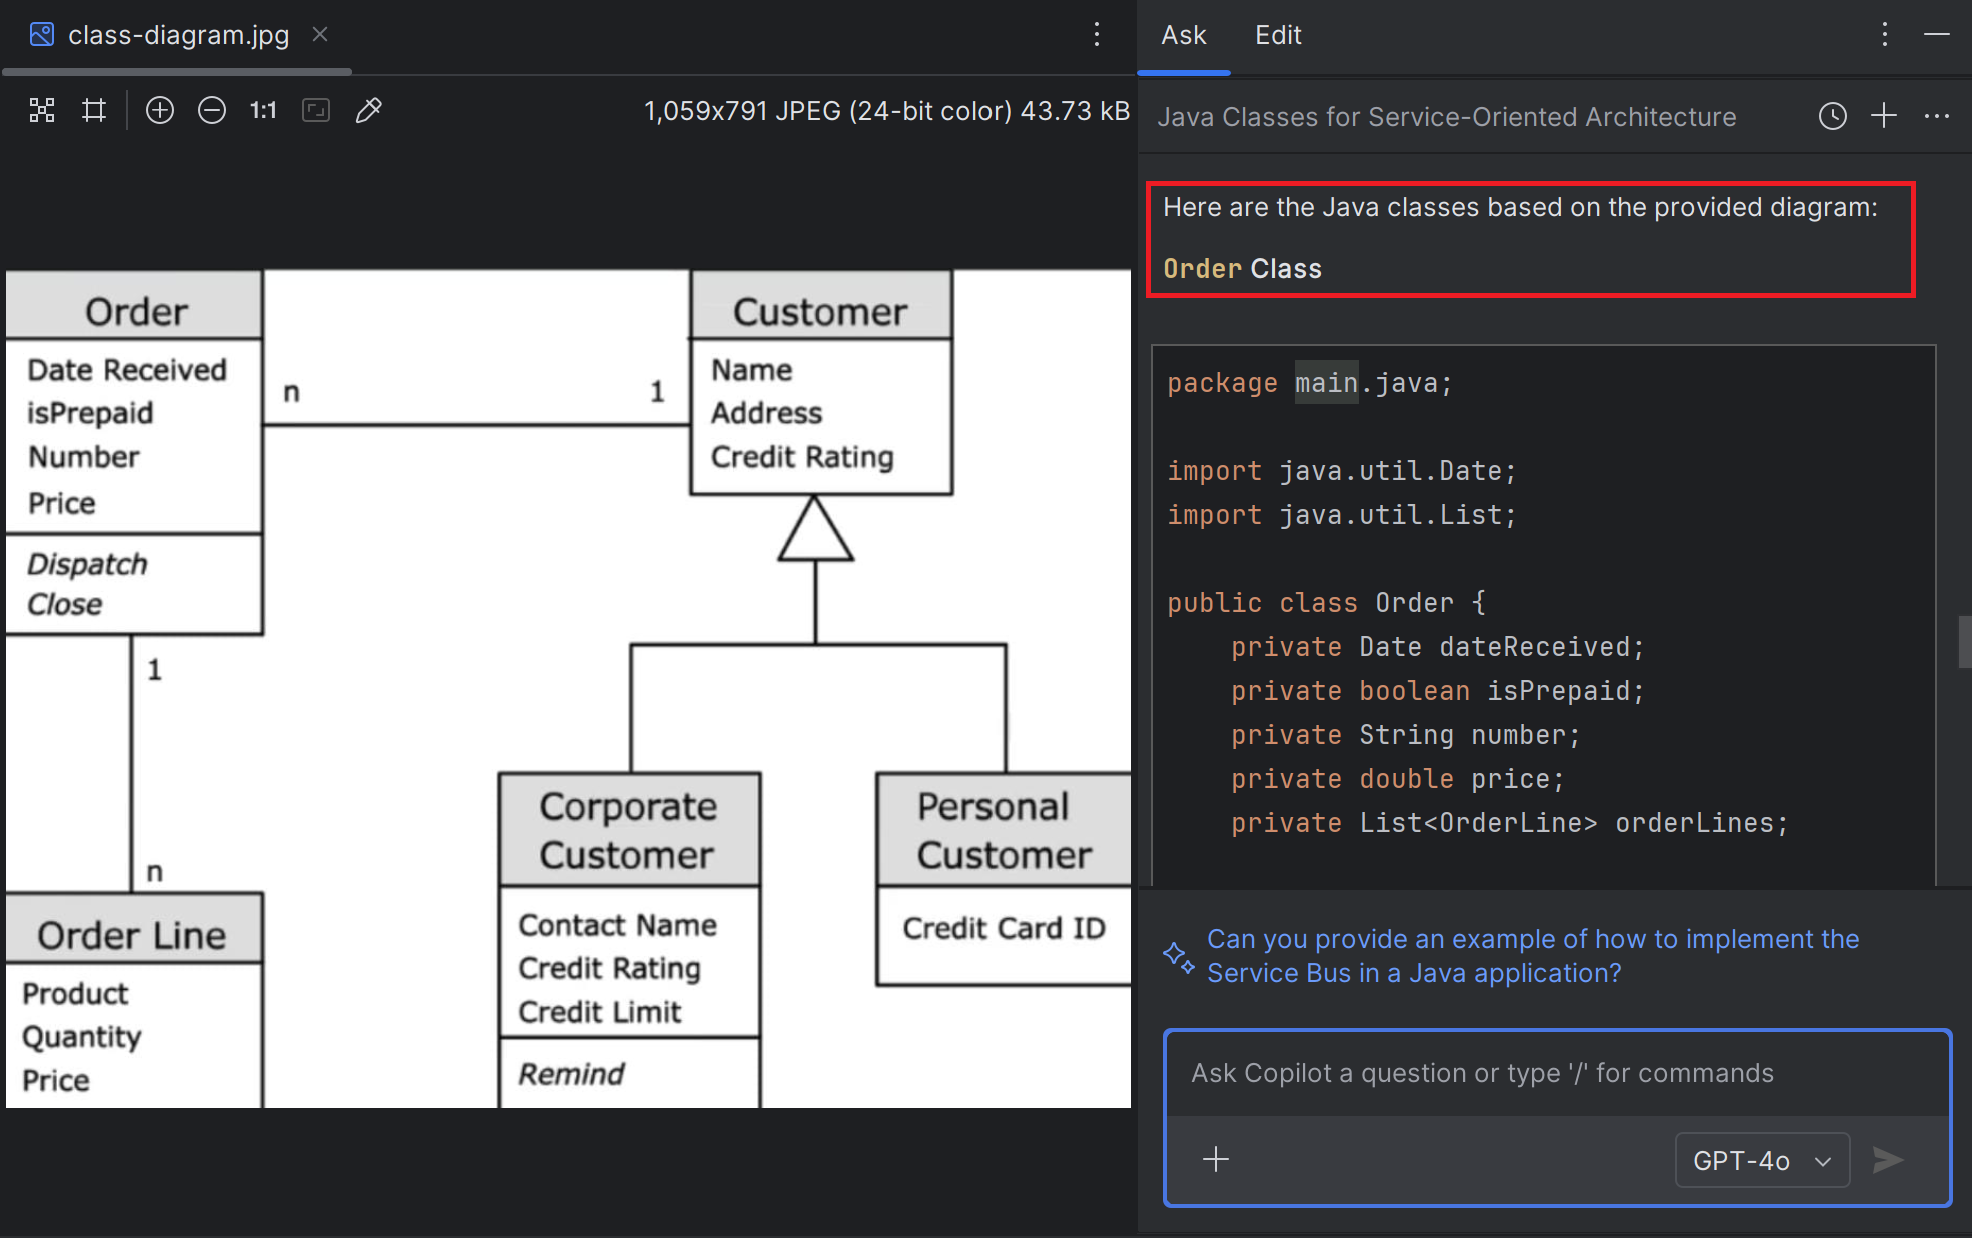 class-diagram.jpg
1:1
1,059x791 JPEG (24-bit color) 43.73 kB
Order
Date Received
isPrepaid
Number
Price
Dispatch
Close
n
1
Customer
Name
Address
Credit Rating
1
n
Order Line
Product
Quantity
Price
Corporate
Customer
Contact Name
Credit Rating
Credit Limit
Remind
Personal
Customer
Credit Card ID
Ask
Edit
Java Classes for Service-Oriented Architecture
Here are the Java classes based on the provided diagram:
Order Class
package main.java;
import java.util.Date;
import java.util.List;
public class Order {
private Date dateReceived;
private boolean isPrepaid;
private String number;
private double price;
private List<OrderLine> orderLines;
Can you provide an example of how to implement the
Service Bus in a Java application?
Ask Copilot a question or type '/' for commands
GPT-4o